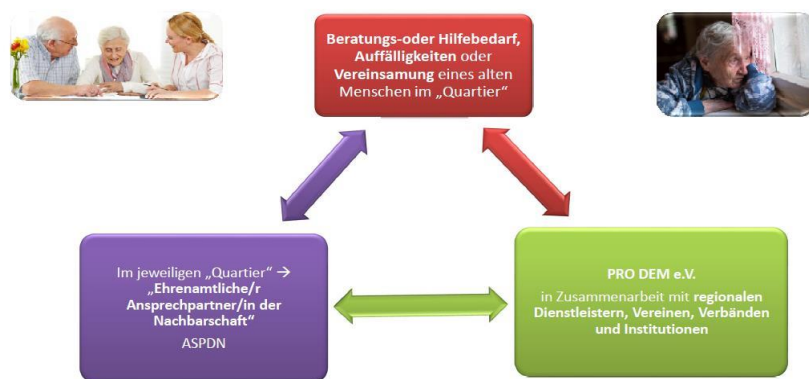 Beratungs-oder Hilfebedarf,
Auffälligkeiten oder
Vereinsamung eines alten
Menschen im „Quartier“
Im jeweiligen „Quartier“ →
„Ehrenamtliche/r
Ansprechpartner/in der
Nachbarschaft“
ASPDN
PRO DEM e.V.
in Zusammenarbeit mit regionalen
Dienstleistern, Vereinen, Verbänden
und Institutionen